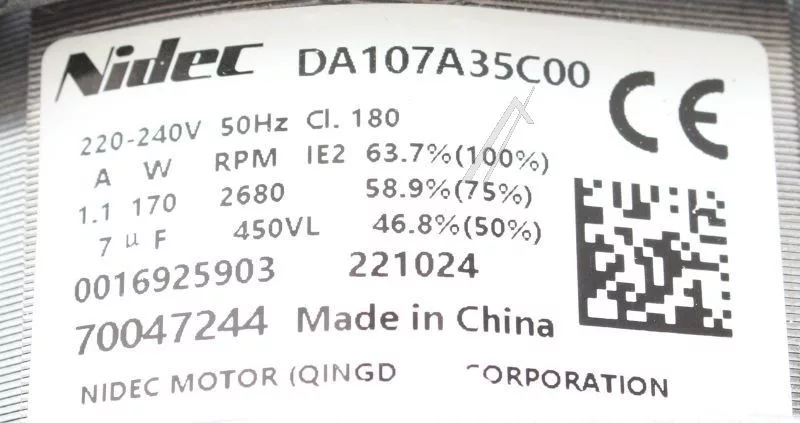 Nidec DA107A35C00
CE
220-240V 50Hz Cl. 180
A W RPM IE2 63.7%(100%)
1.1 170 2680 58.9%(75%)
7 μF 450VL 46.8%(50%)
0016925903 221024
70047244 Made in China
NIDEC MOTOR (QINGD CORPORATION